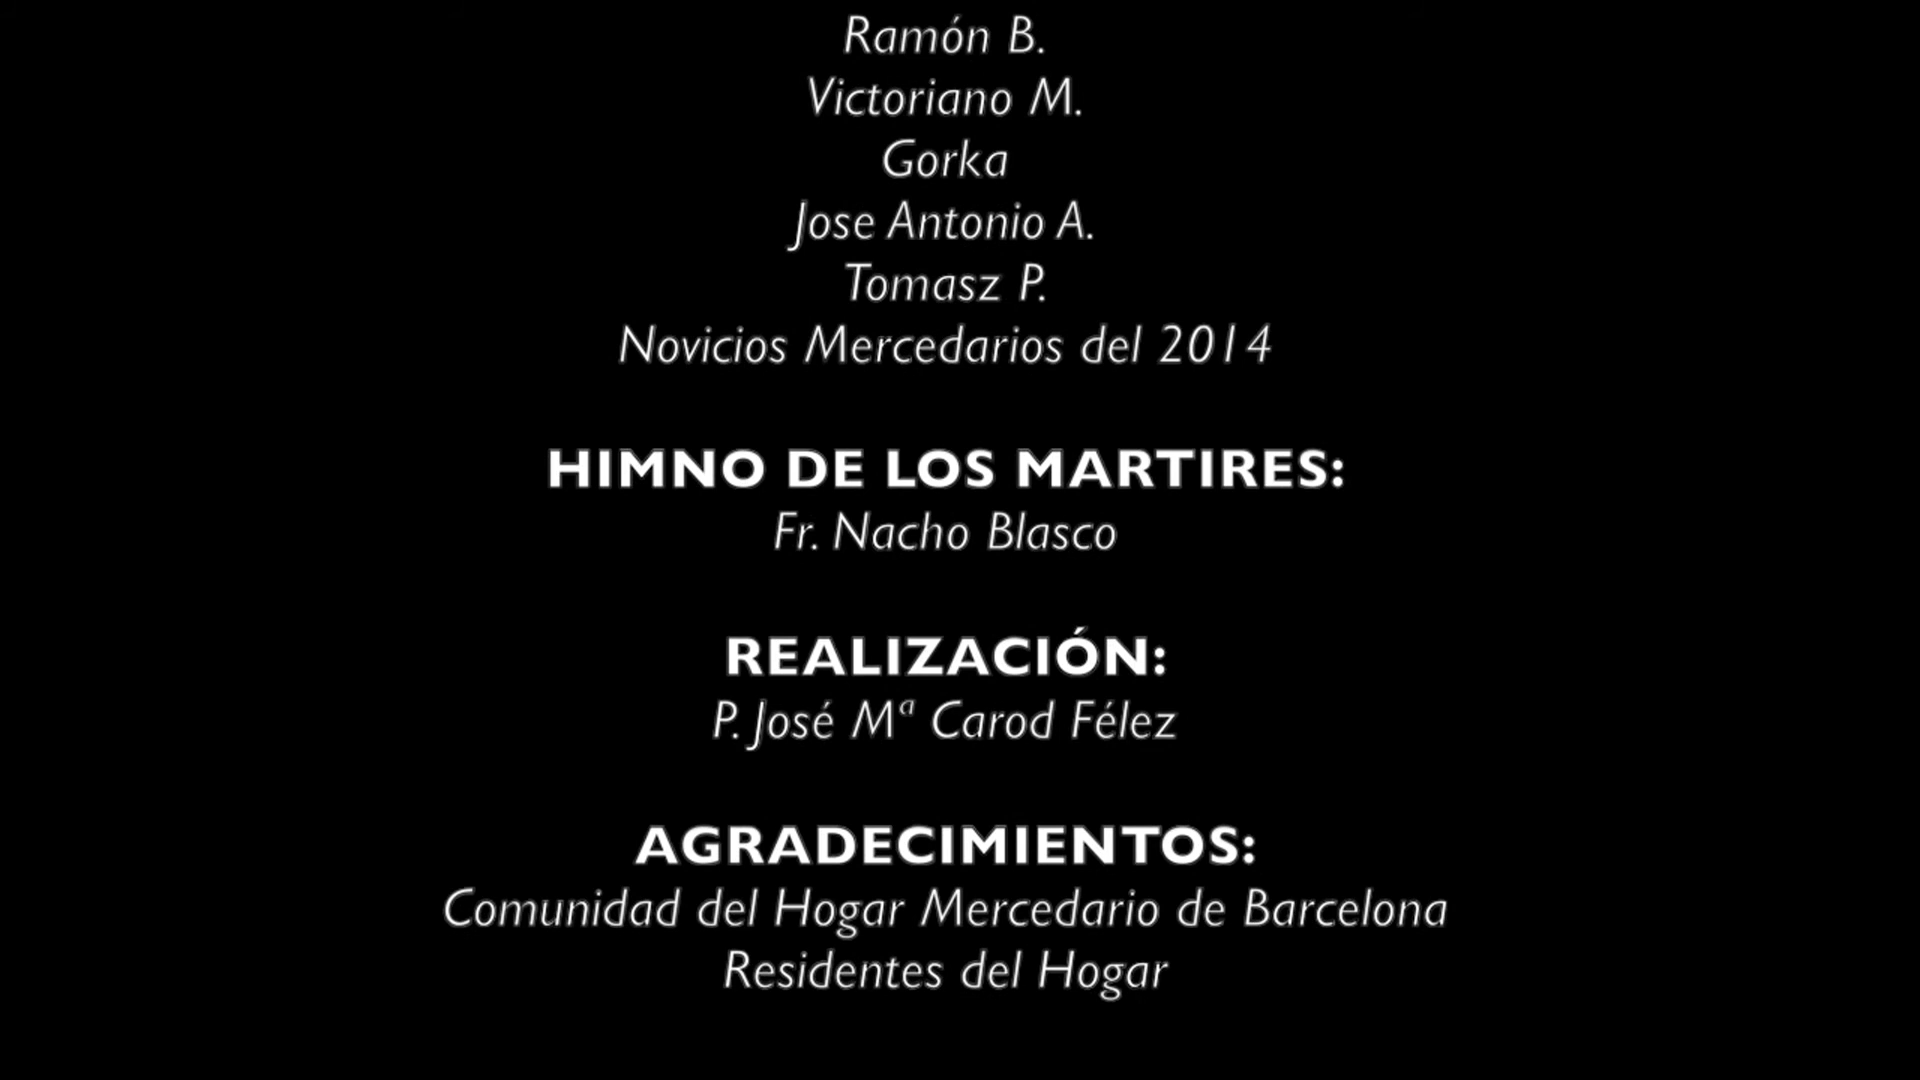 Ramón B.
Victoriano M.
Gorka
Jose Antonio A.
Tomasz P.
Novicios Mercedarios del 2014
HIMNO DE LOS MARTIRES:
Fr. Nacho Blasco
REALIZACIÓN:
P. José Mª Carod Félez
AGRADECIMIENTOS:
Comunidad del Hogar Mercedario de Barcelona
Residentes del Hogar